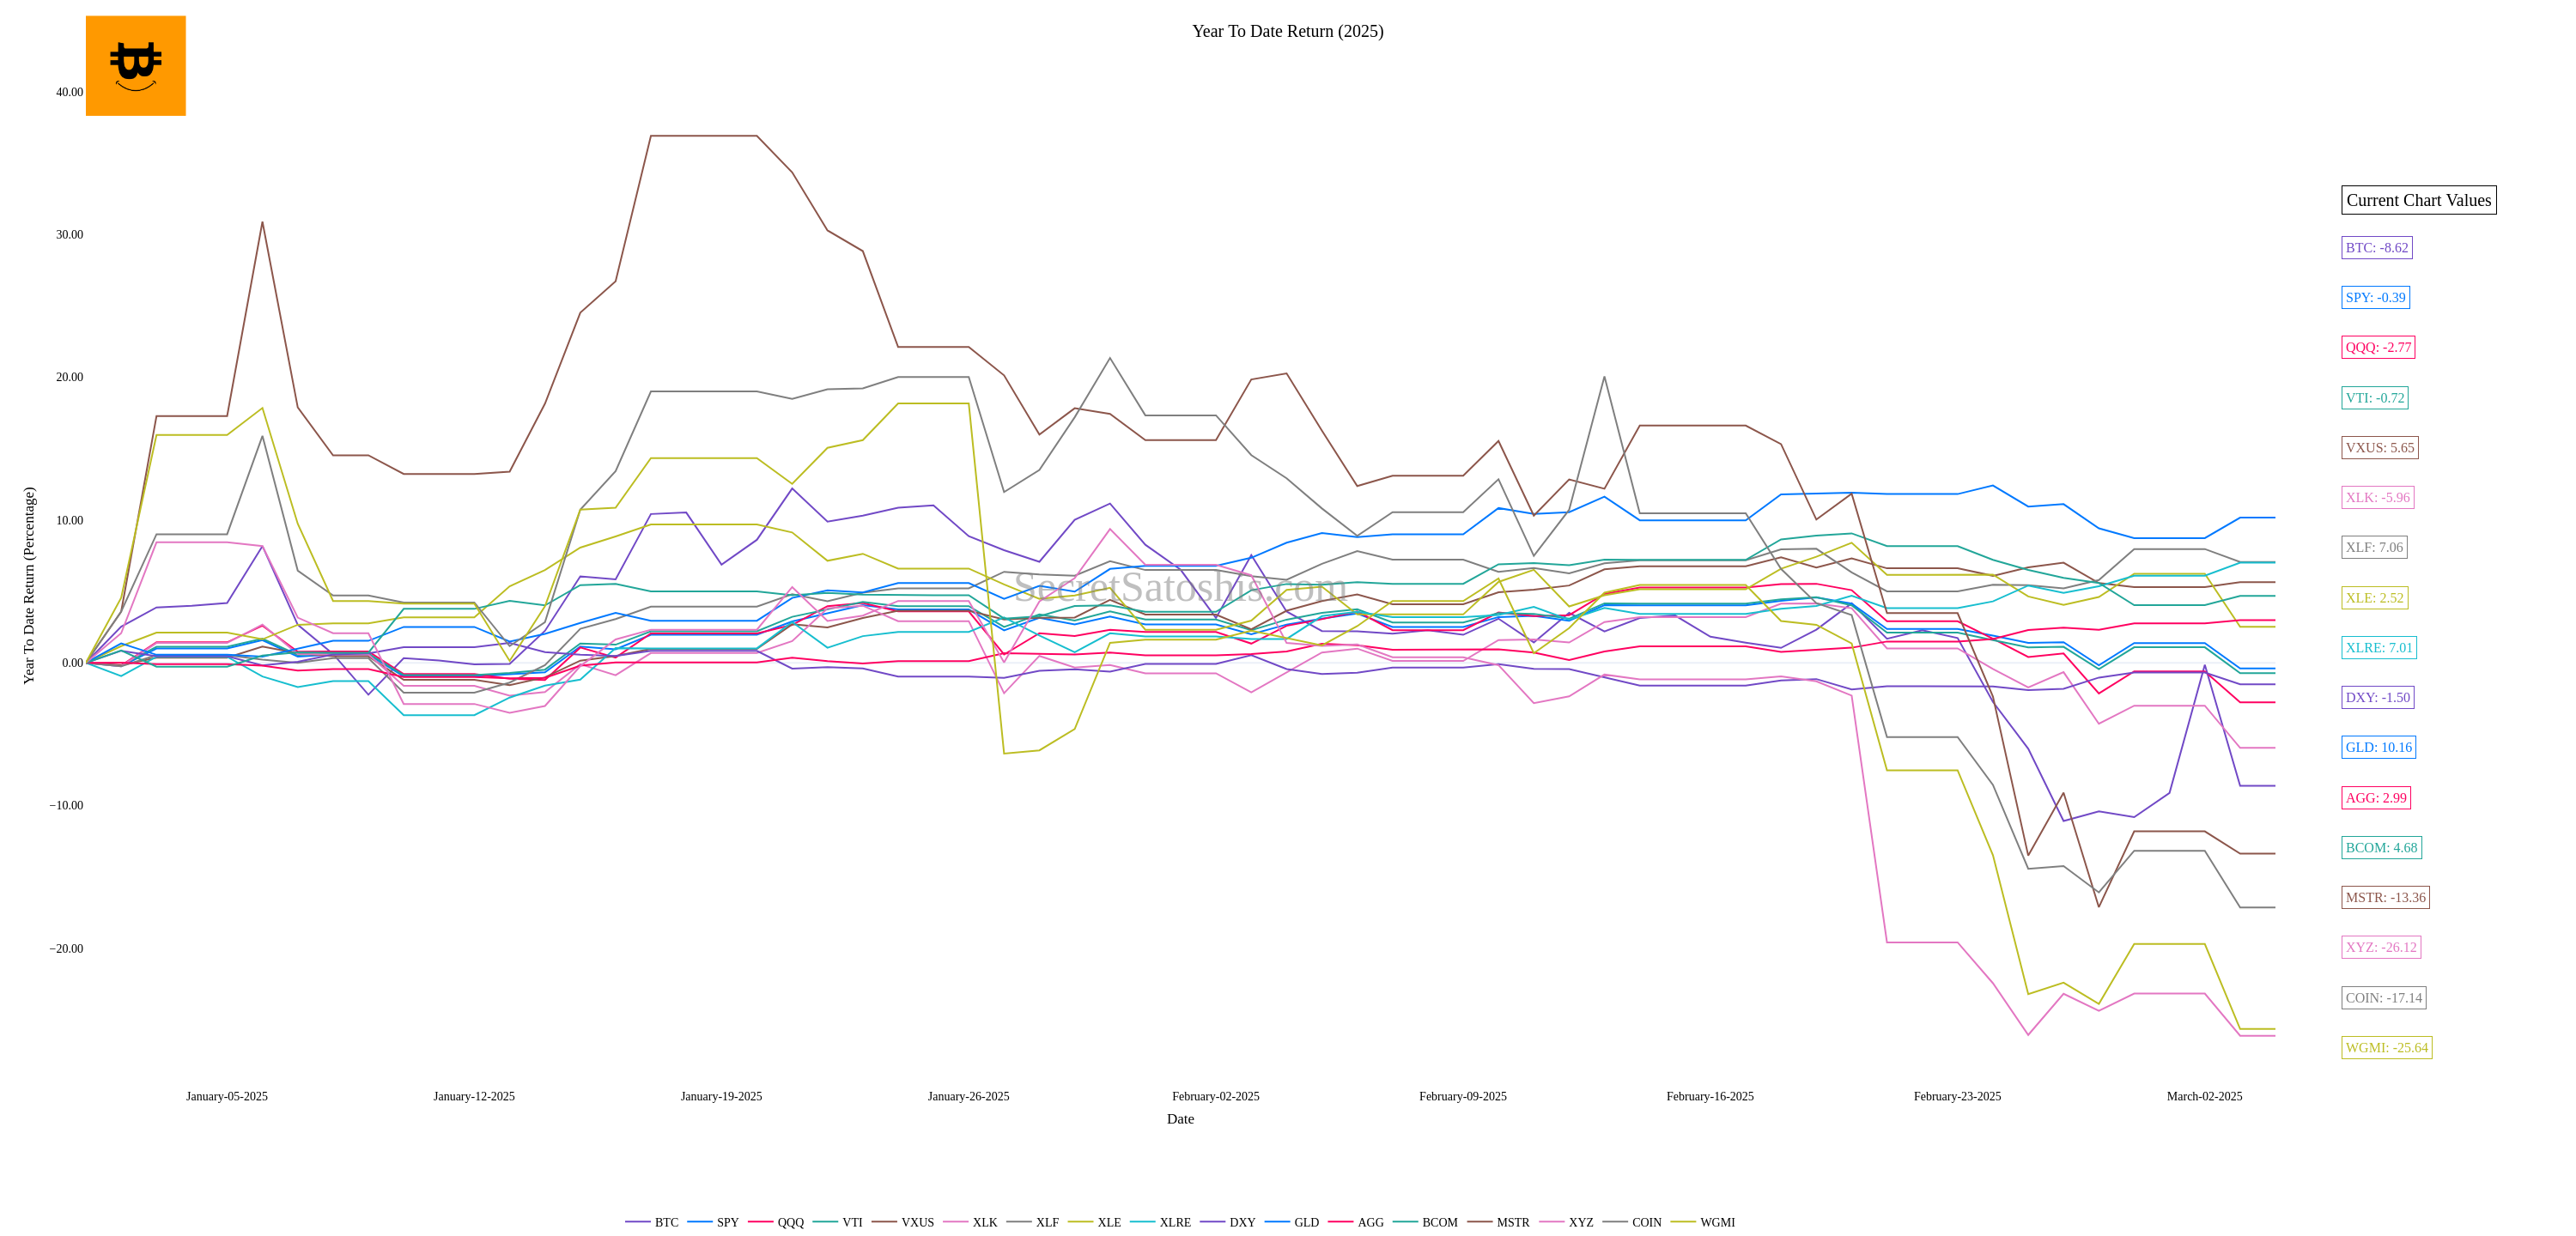 Year To Date Return (2025)
40.00
30.00
20.00
10.00
0.00
−10.00
−20.00
Year To Date Return (Percentage)
SecretSatoshis.com
Current Chart Values
BTC: -8.62
SPY: -0.39
QQQ: -2.77
VTI: -0.72
VXUS: 5.65
XLK: -5.96
XLF: 7.06
XLE: 2.52
XLRE: 7.01
DXY: -1.50
GLD: 10.16
AGG: 2.99
BCOM: 4.68
MSTR: -13.36
XYZ: -26.12
COIN: -17.14
WGMI: -25.64
January-05-2025 January-12-2025 January-19-2025 January-26-2025 February-02-2025 February-09-2025 February-16-2025 February-23-2025 March-02-2025
Date
BTC SPY QQQ VTI VXUS XLK XLF XLE XLRE DXY GLD AGG BCOM MSTR XYZ COIN WGMI